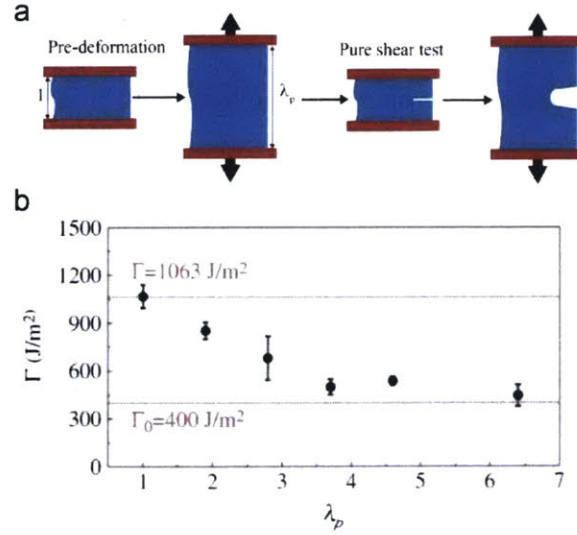 a
Pre-deformation
Pure shear test
1
λp
b
1500
1200
900
600
300
0
Γ (J/m²)
Γ=1063 J/m²
Γ₀=400 J/m²
1 2 3 4 5 6 7
λp